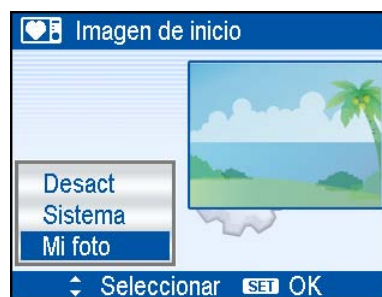 Imagen de inicio
Desact
Sistema
Mi foto
Seleccionar SET OK